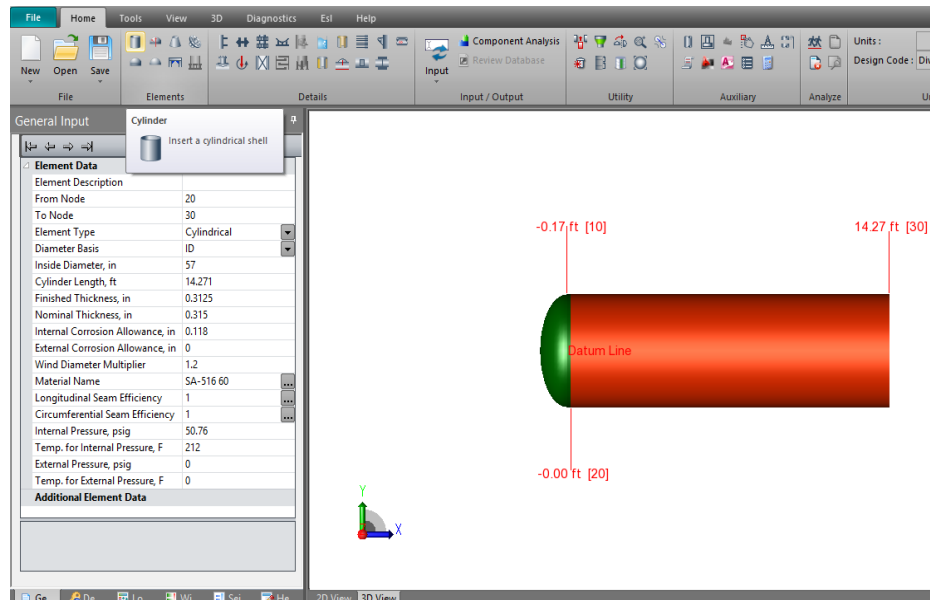 File Home Tools View 3D Diagnostics Esl Help
Component Analysis Units :
New Open Save Input Review Database Design Code : Div
File Elements Details Input / Output Utility Auxiliary Analyze
General Input
Cylinder
Insert a cylindrical shell
Element Data
Element Description
From Node 20
To Node 30
Element Type Cylindrical
Diameter Basis ID
Inside Diameter, in 57
Cylinder Length, ft 14.271
Finished Thickness, in 0.3125
Nominal Thickness, in 0.315
Internal Corrosion Allowance, in 0.118
External Corrosion Allowance, in 0
Wind Diameter Multiplier 1.2
Material Name SA-516 60
Longitudinal Seam Efficiency 1
Circumferential Seam Efficiency 1
Internal Pressure, psig 50.76
Temp. for Internal Pressure, F 212
External Pressure, psig 0
Temp. for External Pressure, F 0
Additional Element Data
-0.17 ft [10] 14.27 ft [30]
Datum Line
-0.00 ft [20]
Y
X
2D View 3D View